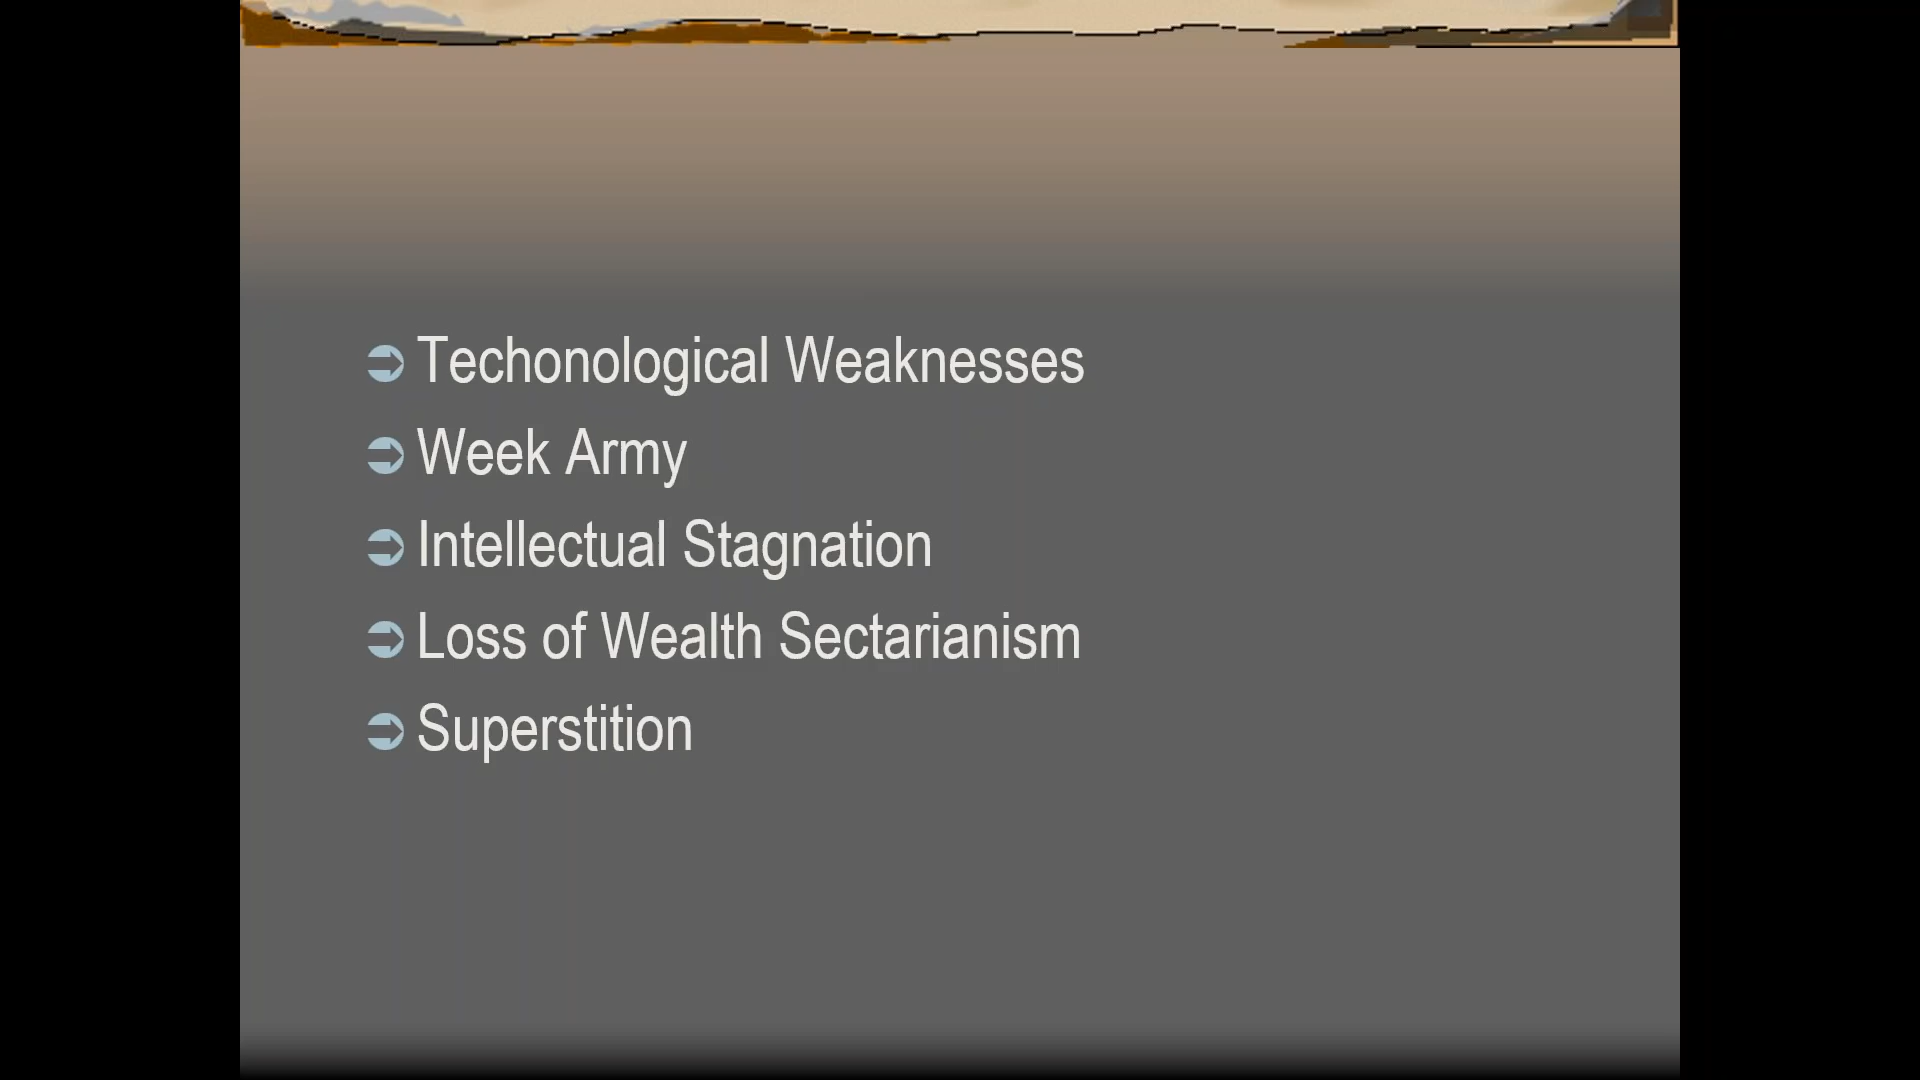 Techonological Weaknesses
Week Army
Intellectual Stagnation
Loss of Wealth Sectarianism
Superstition